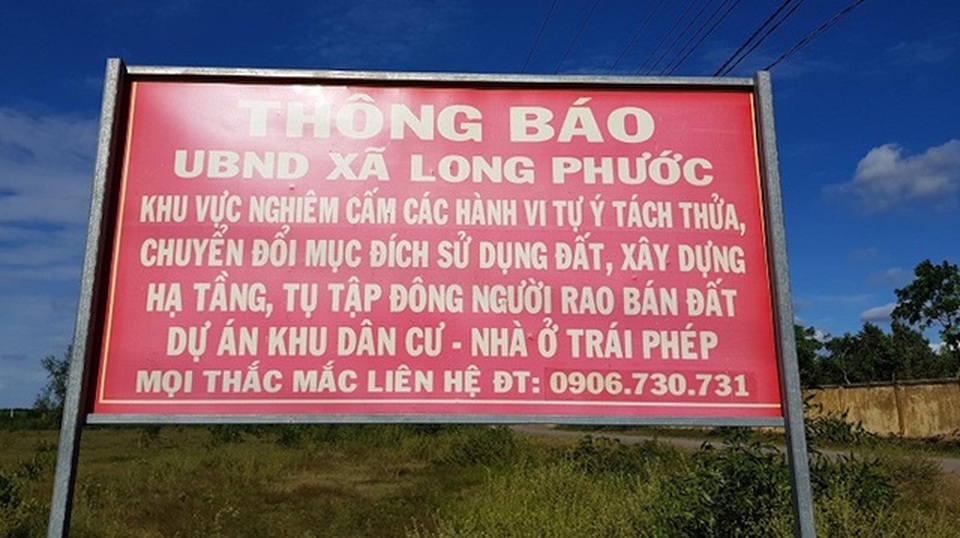 THÔNG BÁO
UBND XÃ LONG PHƯỚC
KHU VỰC NGHIÊM CẤM CÁC HÀNH VI TỰ Ý TÁCH THỬA,
CHUYỂN ĐỔI MỤC ĐÍCH SỬ DỤNG ĐẤT, XÂY DỰNG
HẠ TẦNG, TỤ TẬP ĐÔNG NGƯỜI RAO BÁN ĐẤT
DỰ ÁN KHU DÂN CƯ - NHÀ Ở TRÁI PHÉP
MỌI THẮC MẮC LIÊN HỆ ĐT: 0906.730.731